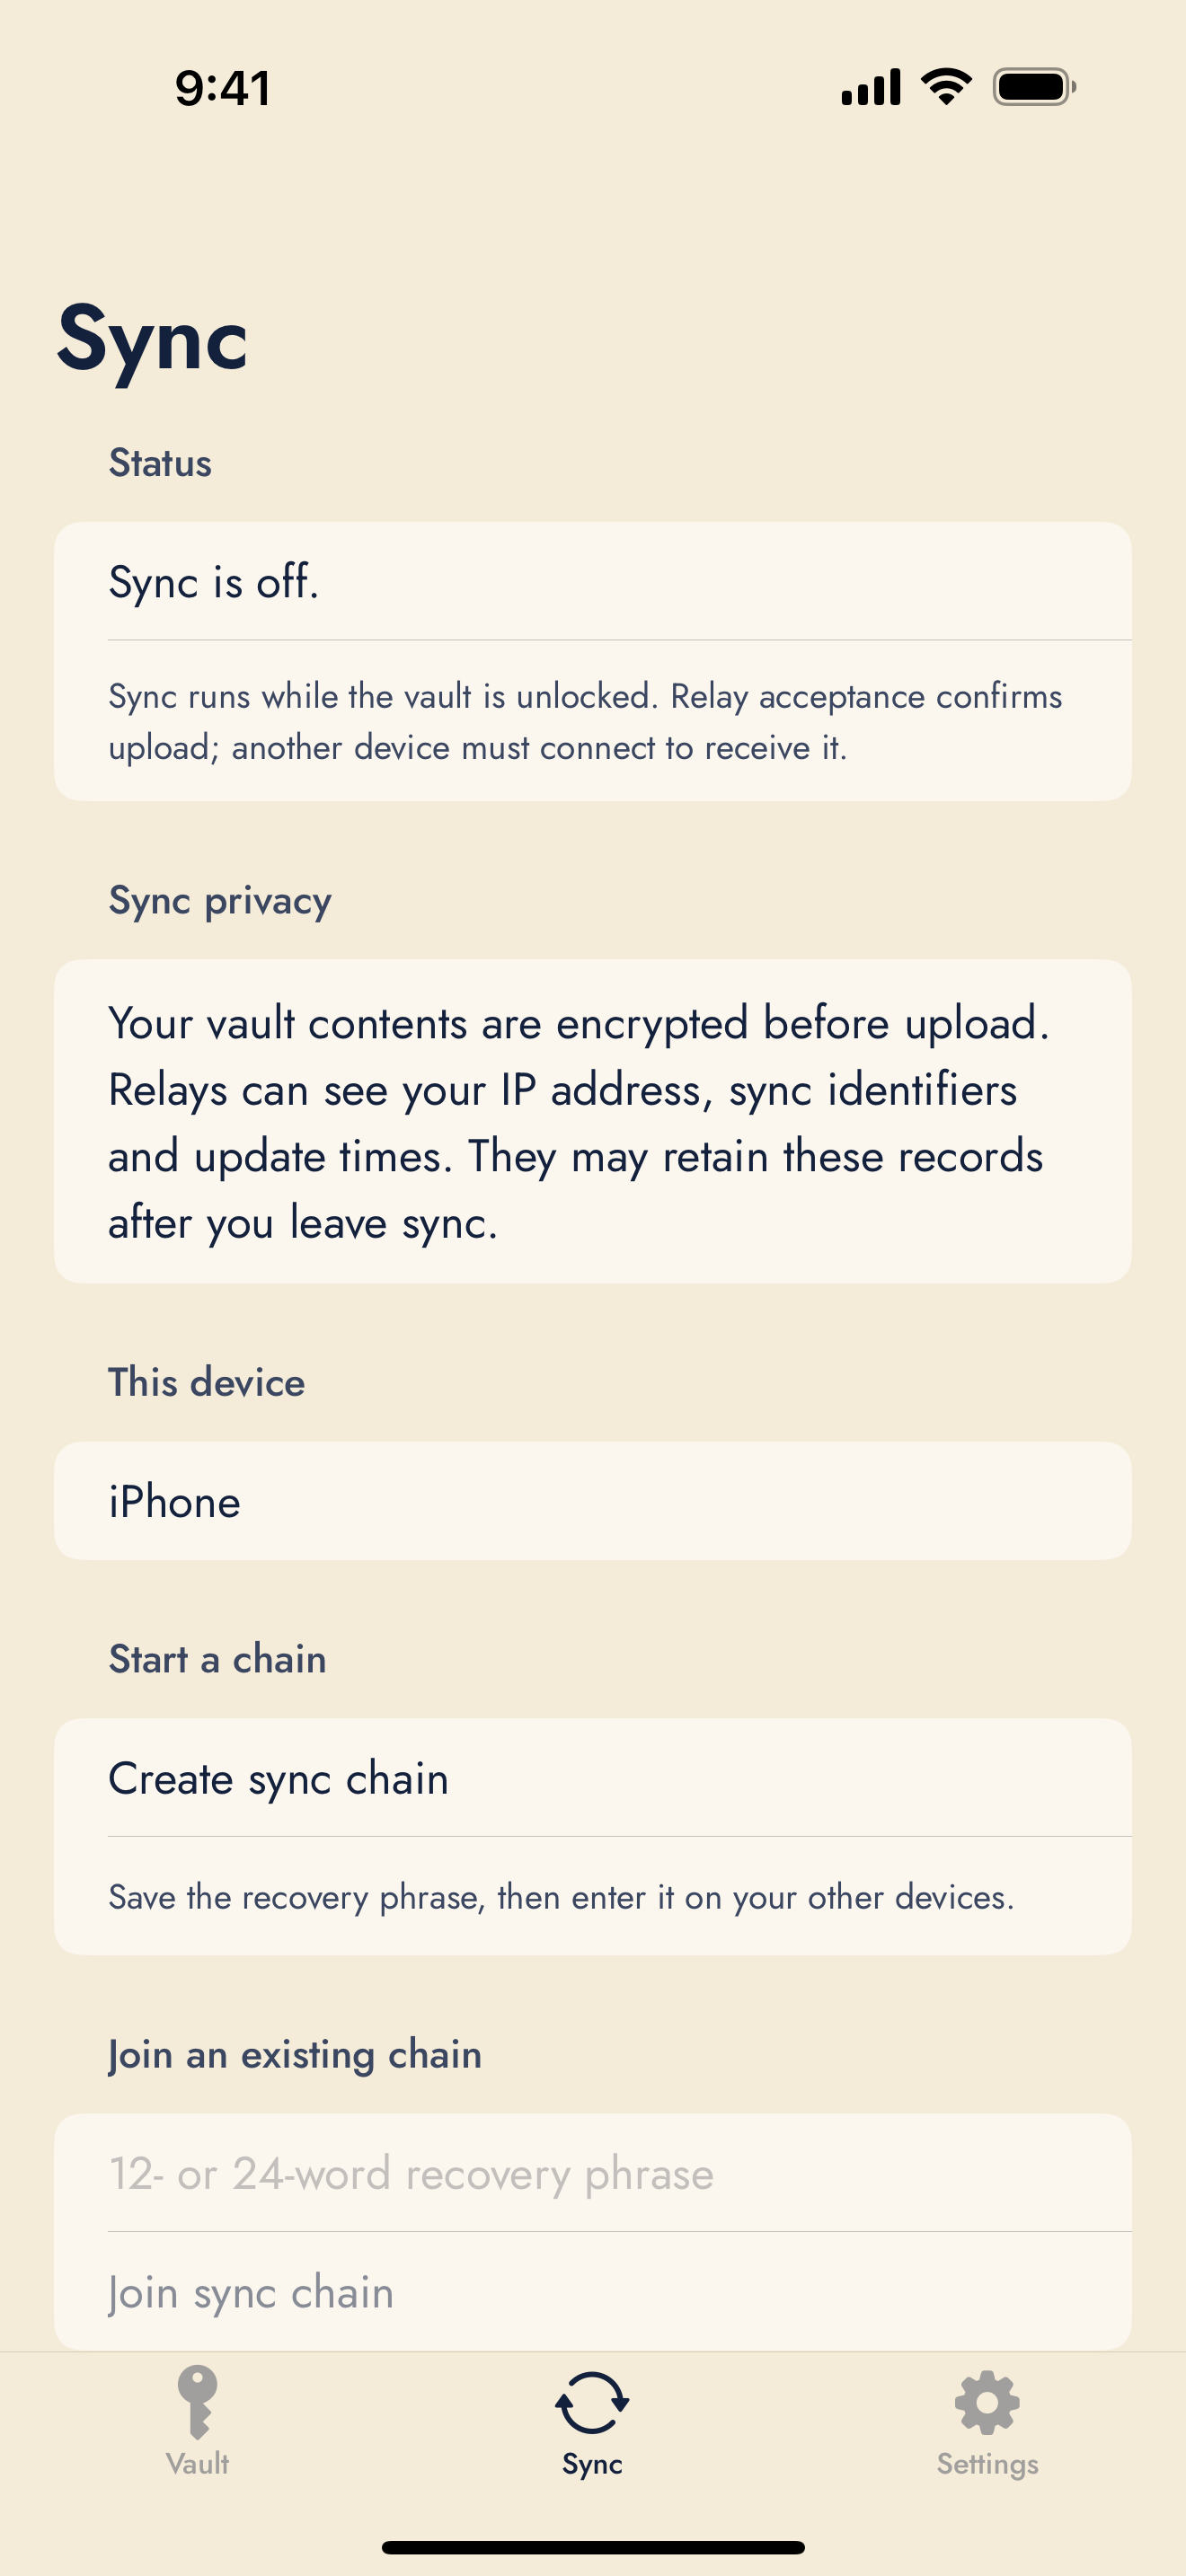 9:41
Sync
Status
Sync is off.
Sync runs while the vault is unlocked. Relay acceptance confirms
upload; another device must connect to receive it.
Sync privacy
Your vault contents are encrypted before upload.
Relays can see your IP address, sync identifiers
and update times. They may retain these records
after you leave sync.
This device
iPhone
Start a chain
Create sync chain
Save the recovery phrase, then enter it on your other devices.
Join an existing chain
12- or 24-word recovery phrase
Join sync chain
Vault
Sync
Settings